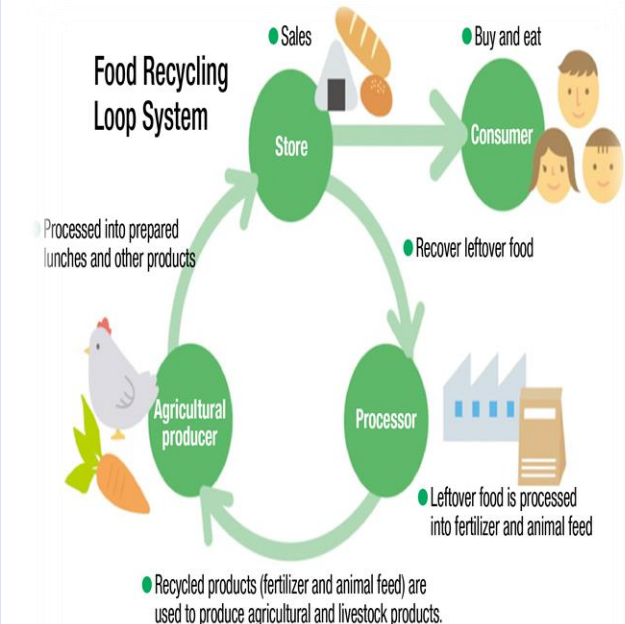 Food Recycling
Loop System
Sales
Buy and eat
Store
Consumer
Processed into prepared
lunches and other products
Recover leftover food
Agricultural
producer
Processor
Leftover food is processed
into fertilizer and animal feed
Recycled products (fertilizer and animal feed) are
used to produce agricultural and livestock products.